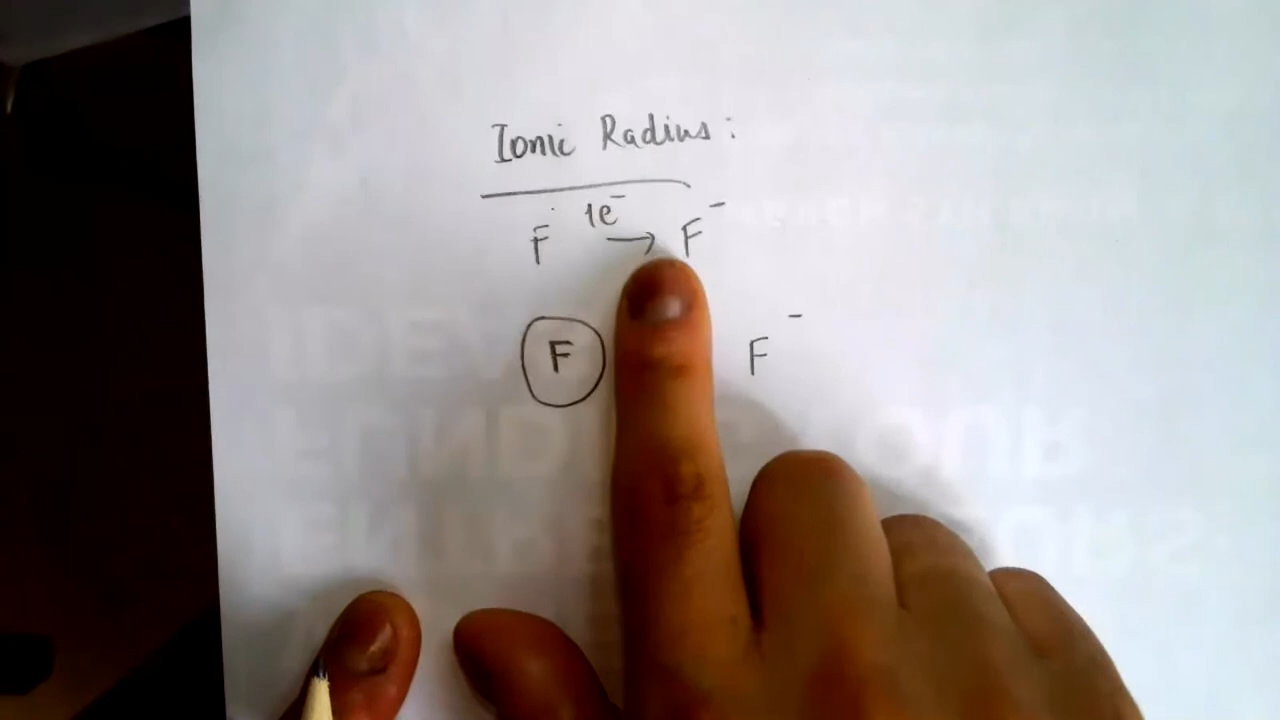 Ionic Radius:
F 1e⁻ → F⁻
F F⁻